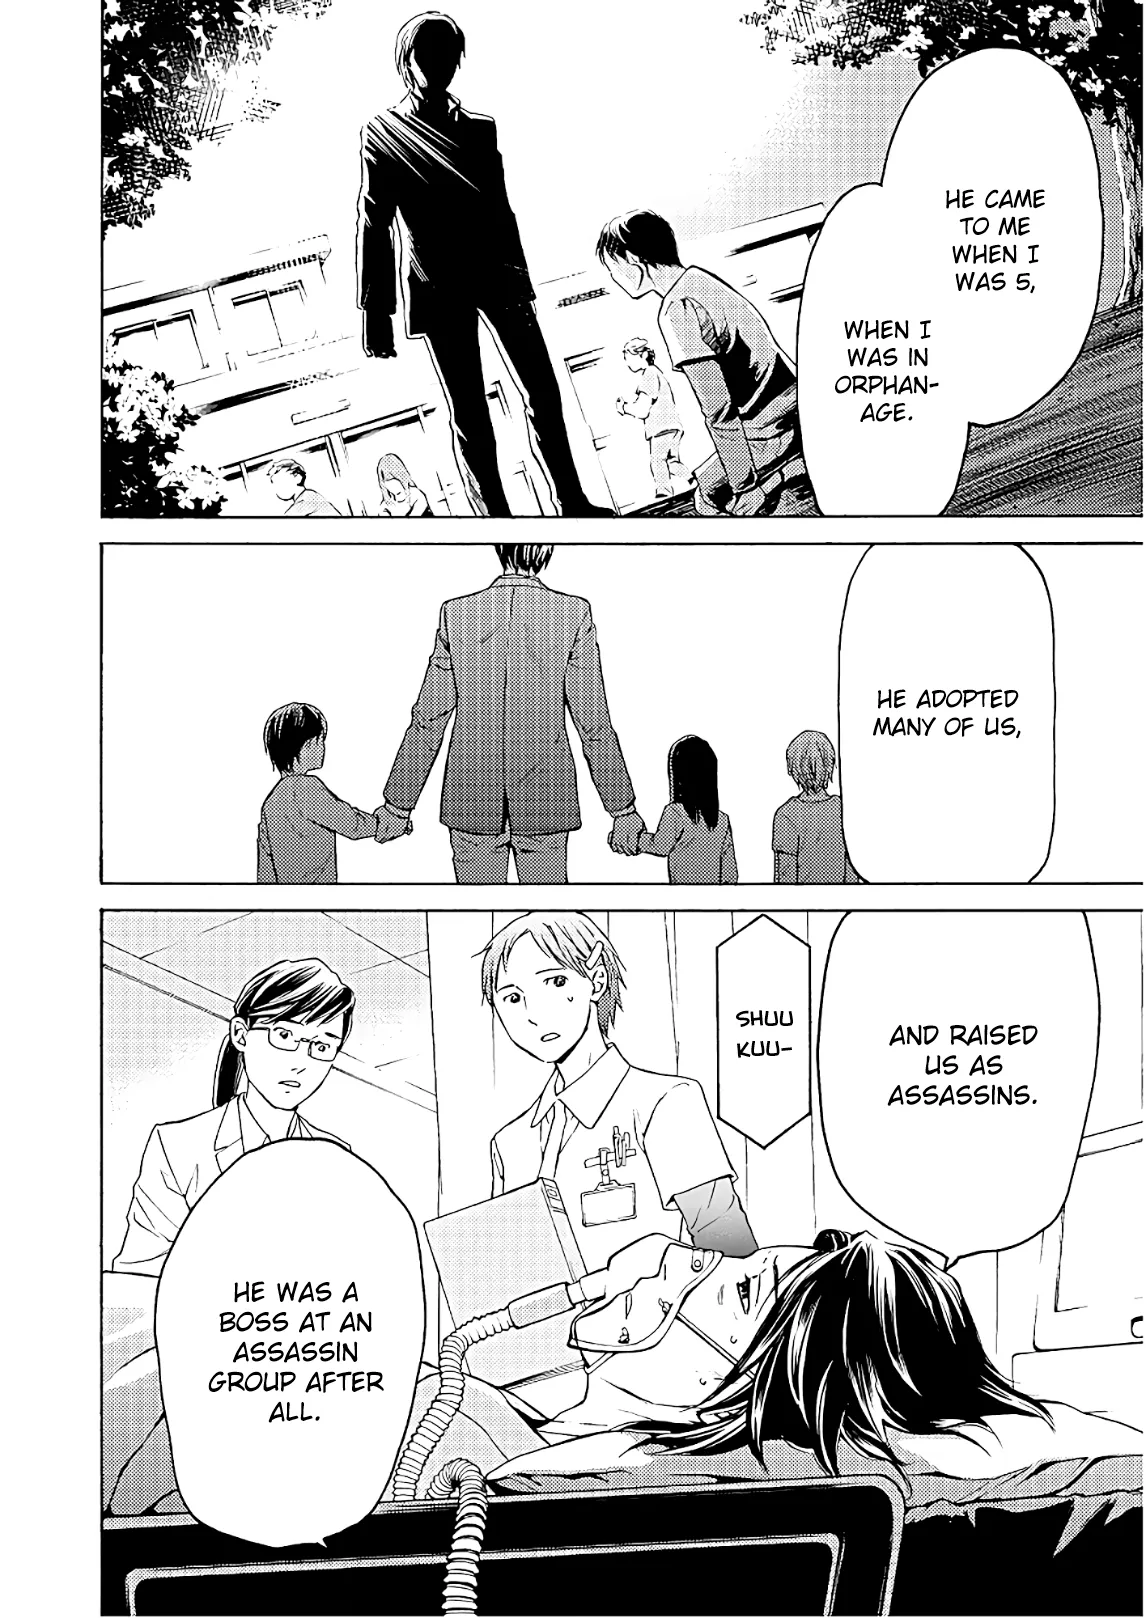 HE CAME
TO ME
WHEN I
WAS 5,
WHEN I
WAS IN
ORPHAN-
AGE.
HE ADOPTED
MANY OF US,
AND RAISED
US AS
ASSASSINS.
SHUU
KUU-
HE WAS A
BOSS AT AN
ASSASSIN
GROUP AFTER
ALL.